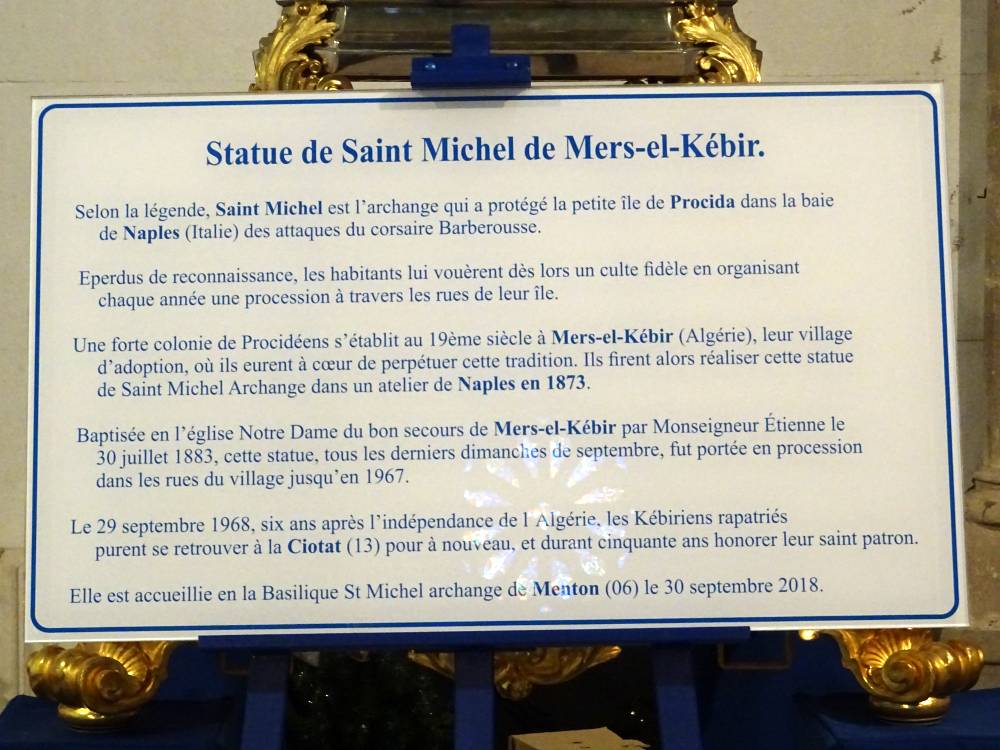 Statue de Saint Michel de Mers-el-Kébir.
Selon la légende, Saint Michel est l'archange qui a protégé la petite île de Procida dans la baie
de Naples (Italie) des attaques du corsaire Barberousse.
Eperdus de reconnaissance, les habitants lui vouèrent dès lors un culte fidèle en organisant
chaque année une procession à travers les rues de leur île.
Une forte colonie de Procidéens s'établit au 19ème siècle à Mers-el-Kébir (Algérie), leur village
d'adoption, où ils eurent à cœur de perpétuer cette tradition. Ils firent alors réaliser cette statue
de Saint Michel Archange dans un atelier de Naples en 1873.
Baptisée en l'église Notre Dame du bon secours de Mers-el-Kébir par Monseigneur Étienne le
30 juillet 1883, cette statue, tous les derniers dimanches de septembre, fut portée en procession
dans les rues du village jusqu'en 1967.
Le 29 septembre 1968, six ans après l'indépendance de l'Algérie, les Kébiriens rapatriés
purent se retrouver à la Ciotat (13) pour à nouveau, et durant cinquante ans honorer leur saint patron.
Elle est accueillie en la Basilique St Michel archange de Menton (06) le 30 septembre 2018.